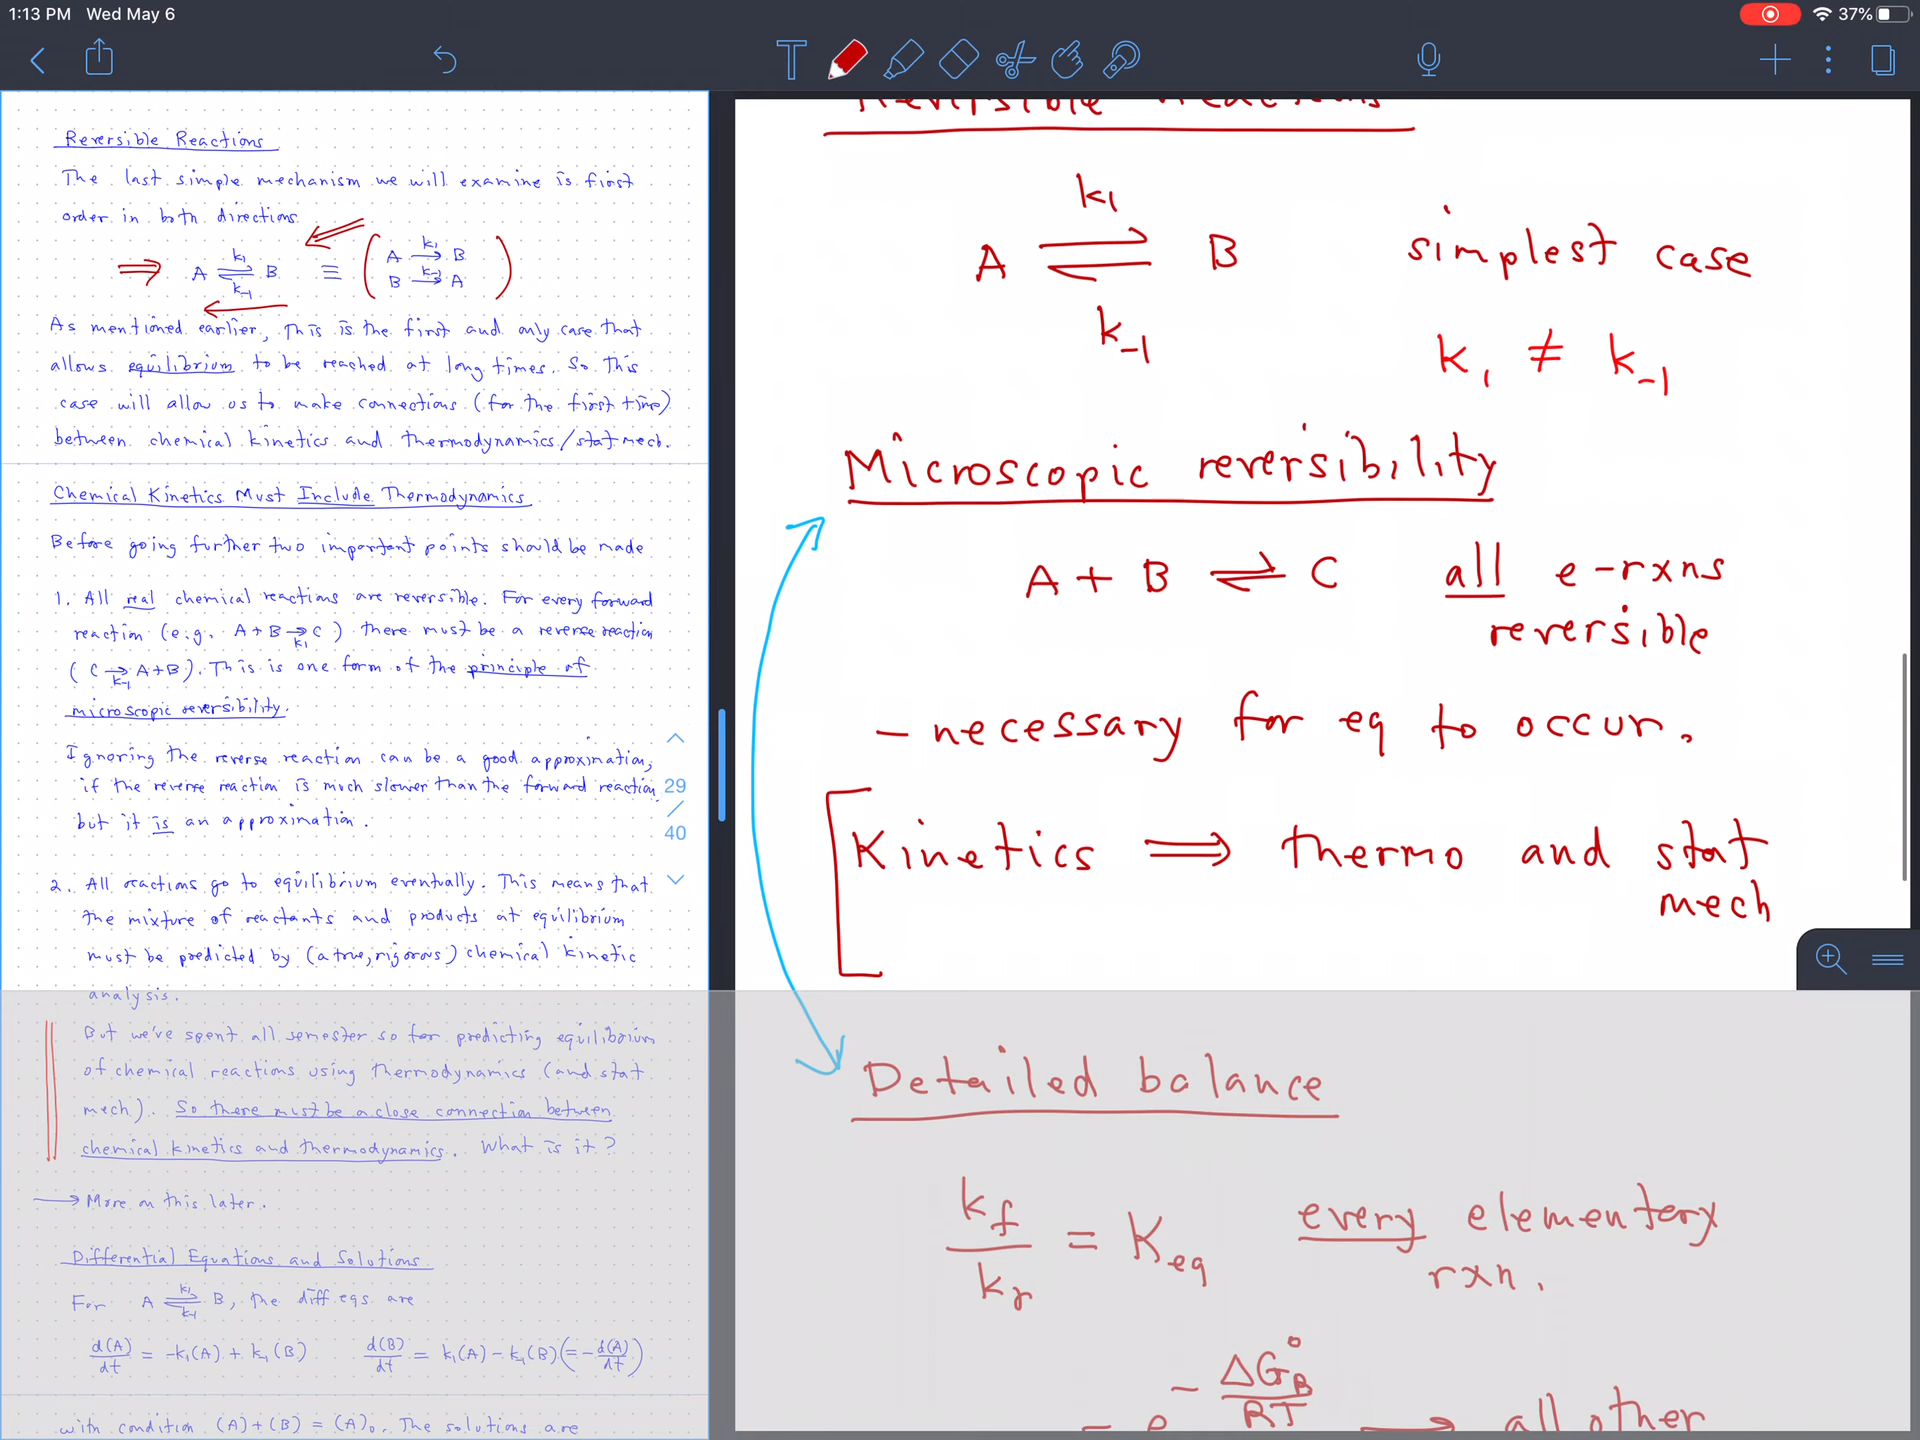 1:13 PM Wed May 6
37%
Reversible Reactions
The last simple mechanism we will examine is first
order in both directions.
⇒ A ⇌ B ≡ ( A → B
k₁ k₋₁ k₁
B → A )
k₋₁
As mentioned earlier, This is the first and only case that
allows equilibrium to be reached at long times. So This
case will allow us to make connections (for the first time)
between chemical kinetics and thermodynamics/stat mech.
Chemical Kinetics Must Include Thermodynamics
Before going further two important points should be made
1. All real chemical reactions are reversible. For every forward
reaction (e.g. A + B →k₁ C ) there must be a reverse reaction
( C →k₋₁ A+B). This is one form of the principle of
microscopic reversibility.
Ignoring the reverse reaction can be a good approximation,
if the reverse reaction is much slower than the forward reaction,
but it is an approximation.
29
/
40
2. All reactions go to equilibrium eventually. This means that
the mixture of reactants and products at equilibrium
must be predicted by (a true, rigorous) chemical kinetic
analysis.
But we've spent all semester so far predicting equilibrium
of chemical reactions using thermodynamics (and stat
mech). So there must be a close connection between
chemical kinetics and thermodynamics. What is it?
→ More on this later.
Differential Equations and Solutions
For A ⇌ B, the diff. eqs are
k₁ k₋₁
d(A)/dt = -k₁(A) + k₋₁(B) d(B)/dt = k₁(A) - k₋₁(B) (= -d(A)/dt)
with condition (A)+(B) = (A)₀. The solutions are
Reversible Reactions
k₁
A ⇌ B simplest case
k₋₁
k₁ ≠ k₋₁
Microscopic reversibility
A + B ⇌ C all e-rxns
reversible
- necessary for eq to occur.
Kinetics ⇒ thermo and stat
mech
Detailed balance
kf/kr = Keq every elementery
rxn.
= e^(-ΔG°B/RT) → all other